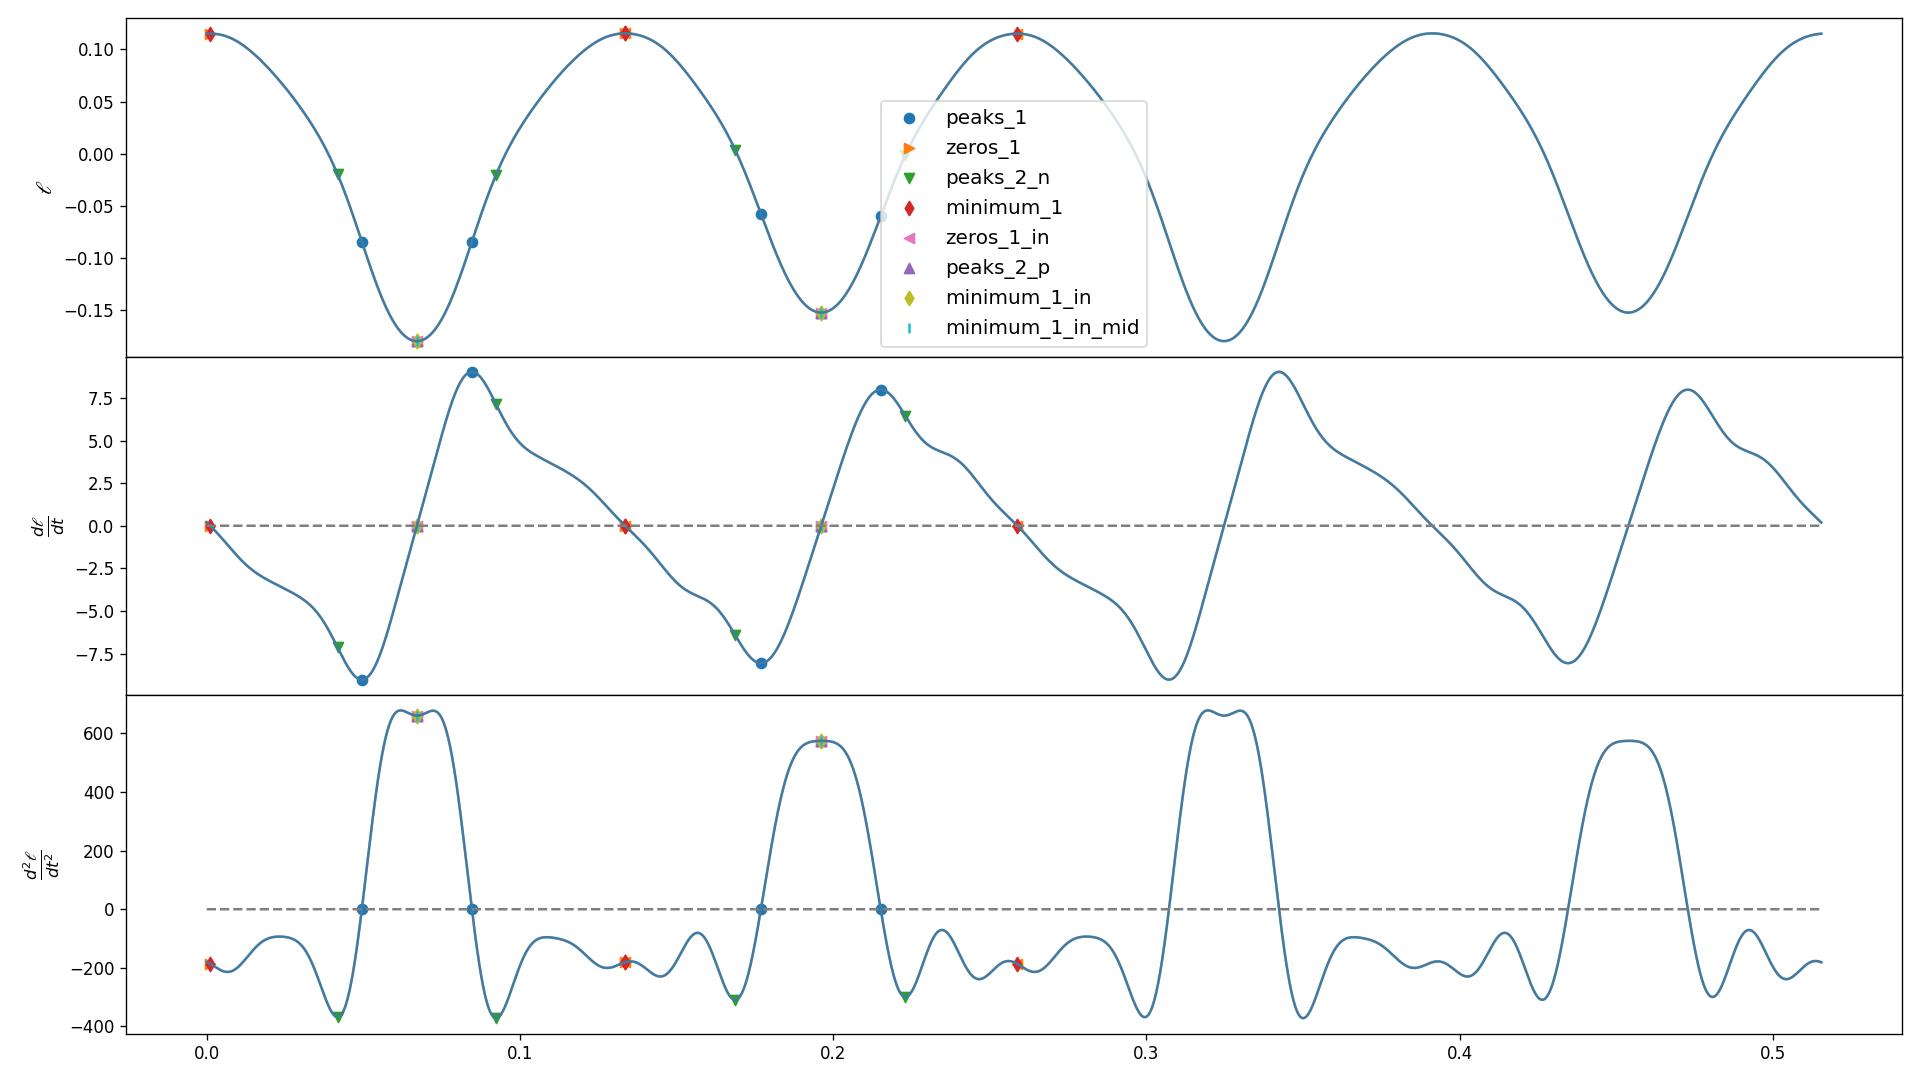 0.10
0.05
0.00
−0.05
−0.10
−0.15
ℓ
peaks_1
zeros_1
peaks_2_n
minimum_1
zeros_1_in
peaks_2_p
minimum_1_in
minimum_1_in_mid
7.5
5.0
2.5
0.0
−2.5
−5.0
−7.5
dℓ
dt
600
400
200
0
−200
−400
d²ℓ
dt²
0.0 0.1 0.2 0.3 0.4 0.5